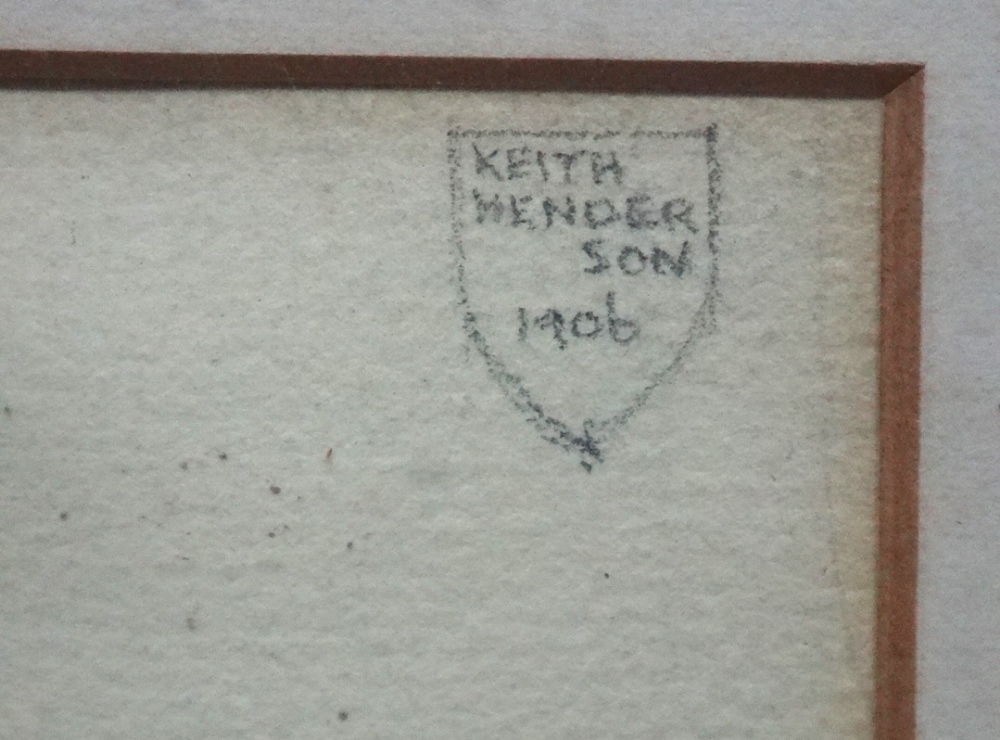 KEITH
HENDER
SON
1906